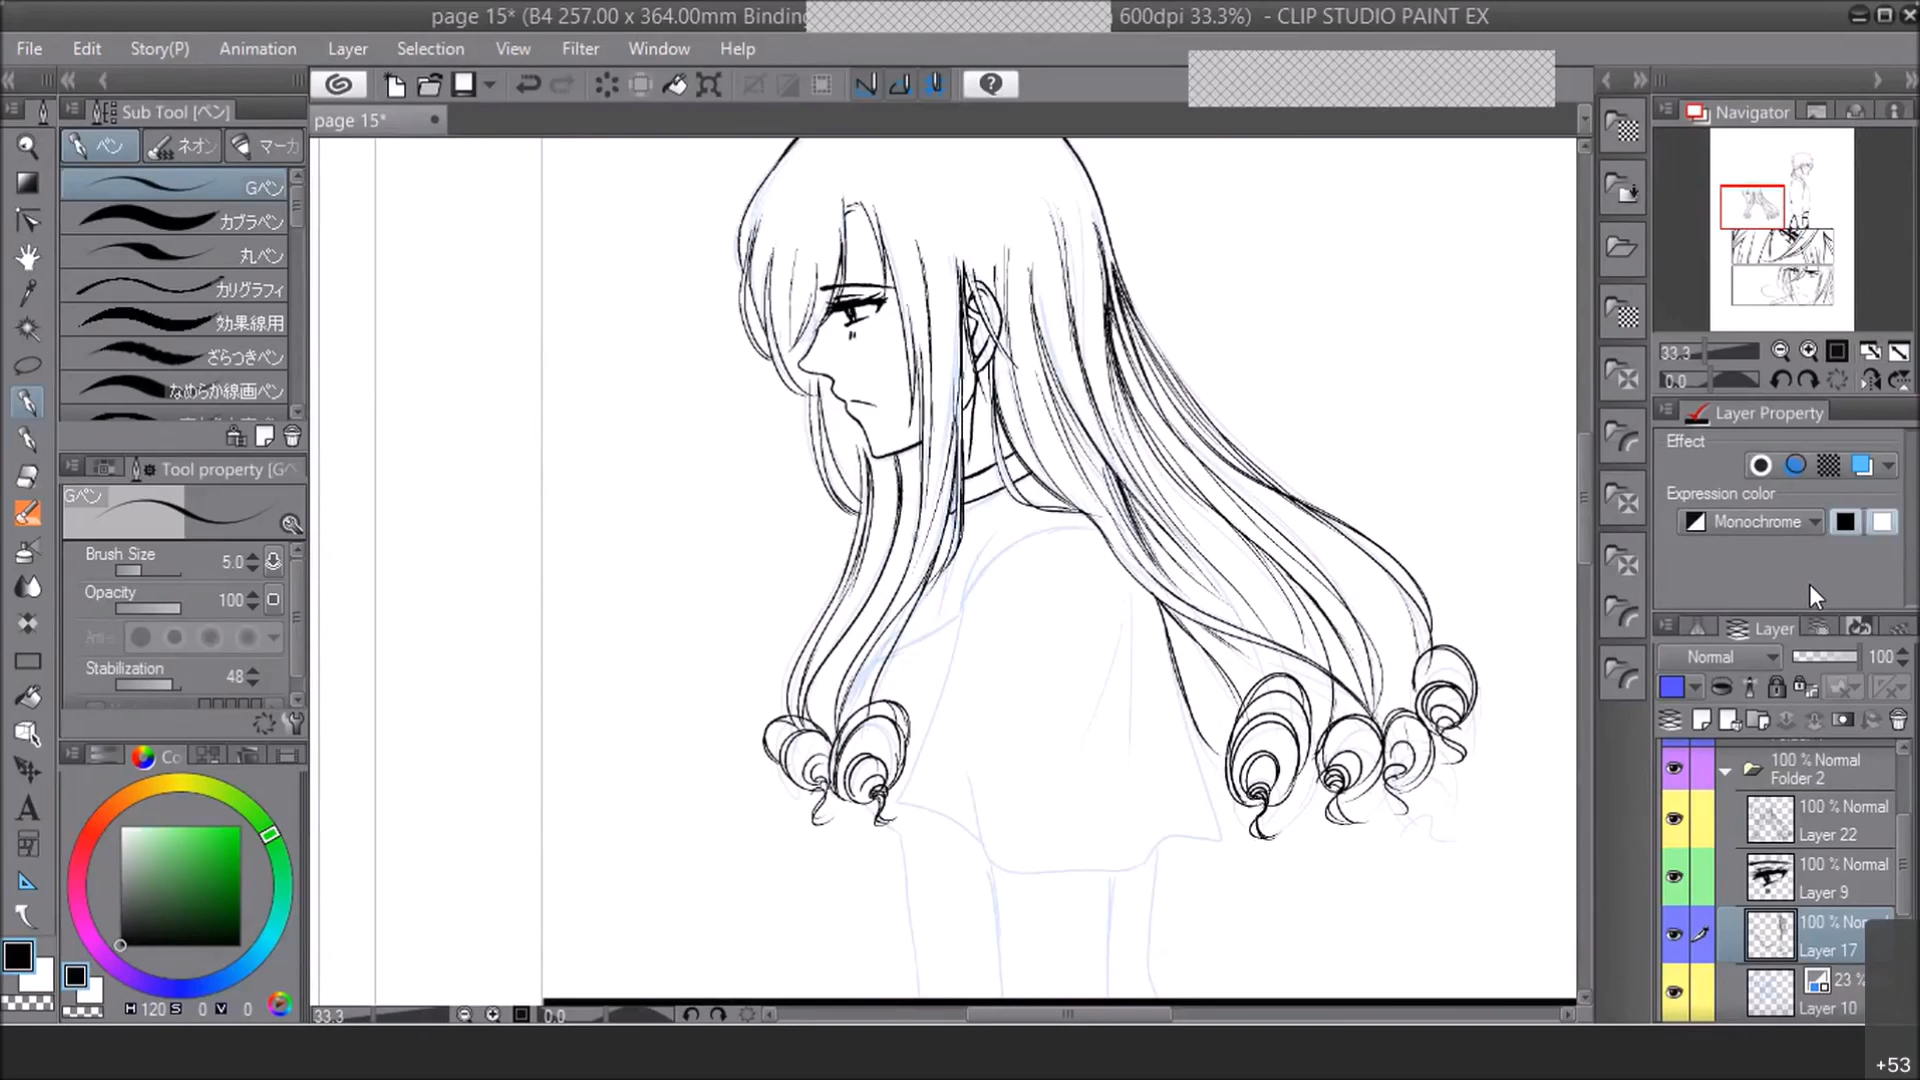 page 15* (B4 257.00 x 364.00mm Binding
600dpi 33.3%) - CLIP STUDIO PAINT EX
File Edit Story(P) Animation Layer Selection View Filter Window Help
Sub Tool [ペン]
page 15*
ペン ネオン マーカ
Gペン
カブラペン
丸ペン
カリグラフィ
効果線用
ざらつきペン
なめらか線画ペン
Tool property [Gペ
Gペン
Brush Size 5.0
Opacity 100
Stabilization 48
Co
H 120 S 0 V 0
33.3 0.0
Navigator
33.3
0.0
Layer Property
Effect
Expression color
Monochrome
Layer
Normal 100
100 % Normal
Folder 2
100 % Normal
Layer 22
100 % Normal
Layer 9
100 % Nor
Layer 17
23 %
Layer 10
+53